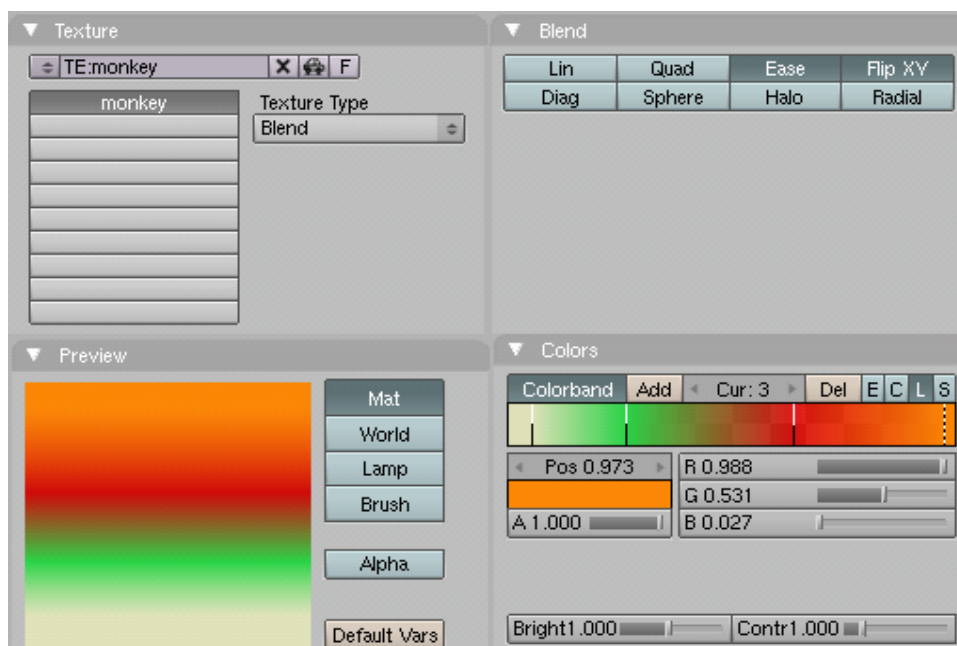 Texture
TE:monkey X F
monkey
Texture Type
Blend
Blend
Lin Quad Ease Flip XY
Diag Sphere Halo Radial
Preview
Mat
World
Lamp
Brush
Alpha
Default Vars
Colors
Colorband Add Cur: 3 Del E C L S
Pos 0.973
A 1.000
R 0.988
G 0.531
B 0.027
Bright1.000 Contr1.000